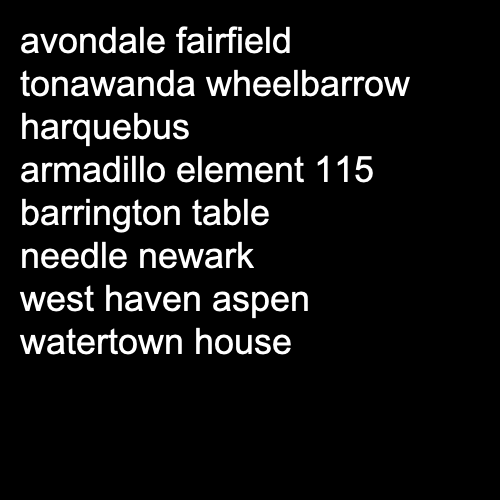 avondale fairfield
tonawanda wheelbarrow
harquebus
armadillo element 115
barrington table
needle newark
west haven aspen
watertown house